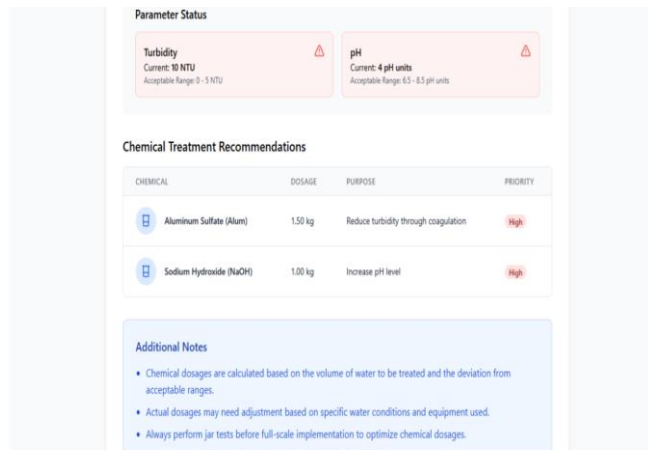 Parameter Status
Turbidity
Current: 10 NTU
Acceptable Range: 0 - 5 NTU
pH
Current: 4 pH units
Acceptable Range: 6.5 - 8.5 pH units
Chemical Treatment Recommendations
CHEMICAL DOSAGE PURPOSE PRIORITY
Aluminum Sulfate (Alum) 1.50 kg Reduce turbidity through coagulation High
Sodium Hydroxide (NaOH) 1.00 kg Increase pH level High
Additional Notes
• Chemical dosages are calculated based on the volume of water to be treated and the deviation from
acceptable ranges.
• Actual dosages may need adjustment based on specific water conditions and equipment used.
• Always perform jar tests before full-scale implementation to optimize chemical dosages.